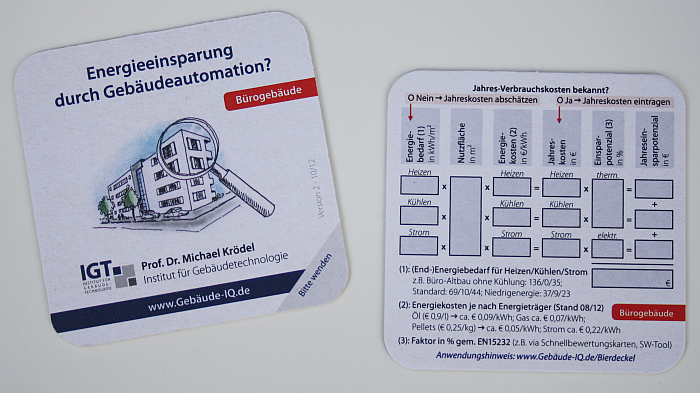 Energieeinsparung
durch Gebäudeautomation?
Bürogebäude
Version 2 - 10/12
IGT
INSTITUT FÜR
GEBÄUDE-
TECHNOLOGIE
Prof. Dr. Michael Krödel
Institut für Gebäudetechnologie
Bitte wenden
www.Gebäude-IQ.de
Jahres-Verbrauchskosten bekannt?
O Nein → Jahreskosten abschätzen
O Ja → Jahreskosten eintragen
Energie-
bedarf (1)
in kWh/m²
Nutzfläche
in m²
Energie-
kosten (2)
in €/kWh
Jahres-
kosten
in €
Einspar-
potenzial (3)
in %
Jahresein-
sparpotenzial
in €
Heizen Heizen Heizen therm.
x x = x =
+
Kühlen Kühlen Kühlen
x x = x =
+
Strom Strom Strom elektr.
x x = x =
(1): (End-)Energiebedarf für Heizen/Kühlen/Strom
z.B. Büro-Altbau ohne Kühlung: 136/0/35;
Standard: 69/10/44; Niedrigenergie: 37/9/23
€
(2): Energiekosten je nach Energieträger (Stand 08/12)
Öl (€ 0,9/l) → ca. € 0,09/kWh; Gas ca. € 0,07/kWh;
Pellets (€ 0,25/kg) → ca. € 0,05/kWh; Strom ca. € 0,22/kWh
Bürogebäude
(3): Faktor in % gem. EN15232 (z.B. via Schnellbewertungskarten, SW-Tool)
Anwendungshinweis: www.Gebäude-IQ.de/Bierdeckel